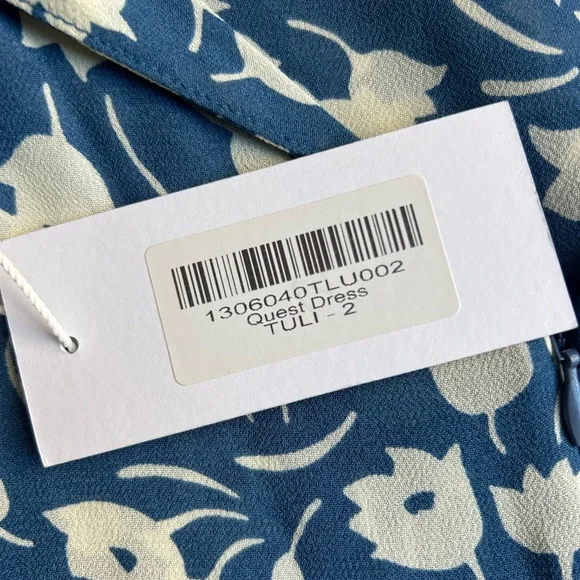 1306040TLU002
Quest Dress
TULI - 2